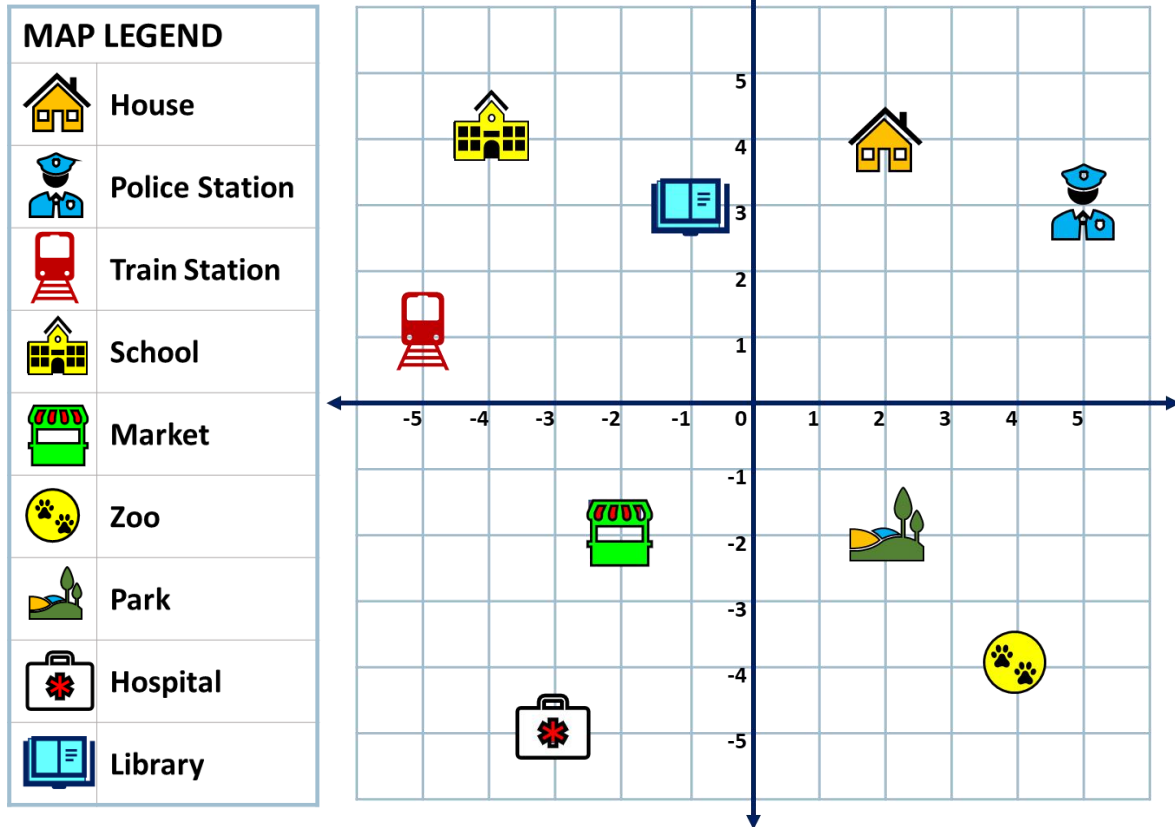 MAP LEGEND
House
Police Station
Train Station
School
Market
Zoo
Park
Hospital
Library
5
4
3
2
1
-5 -4 -3 -2 -1 0 1 2 3 4 5
-1
-2
-3
-4
-5